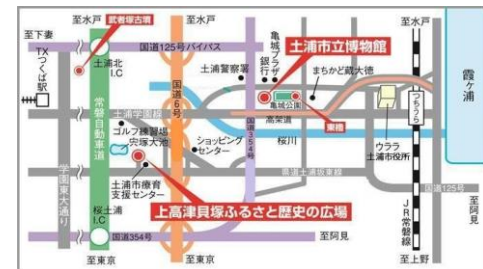 至水戸
至水戸
至水戸
至下妻
武者塚古墳
国道125号バイパス
TX
つくば駅
土浦北
I.C
国道6号
土浦警察署
銀行
亀城プラザ
土浦市立博物館
まちかど蔵大徳
亀城公園
東櫓
高架道
霞ヶ浦
つちうら
常磐自動車道
土浦学園線
ゴルフ練習場
宍塚大池
ショッピング
センター
国道354号
桜川
ウララ
土浦市役所
学園東大通り
土浦市療育
支援センター
県道土浦坂東線
国道125号
上高津貝塚ふるさと歴史の広場
桜土浦
I.C
国道354号
至阿見
至阿見
JR常磐線
至東京
至東京
至上野